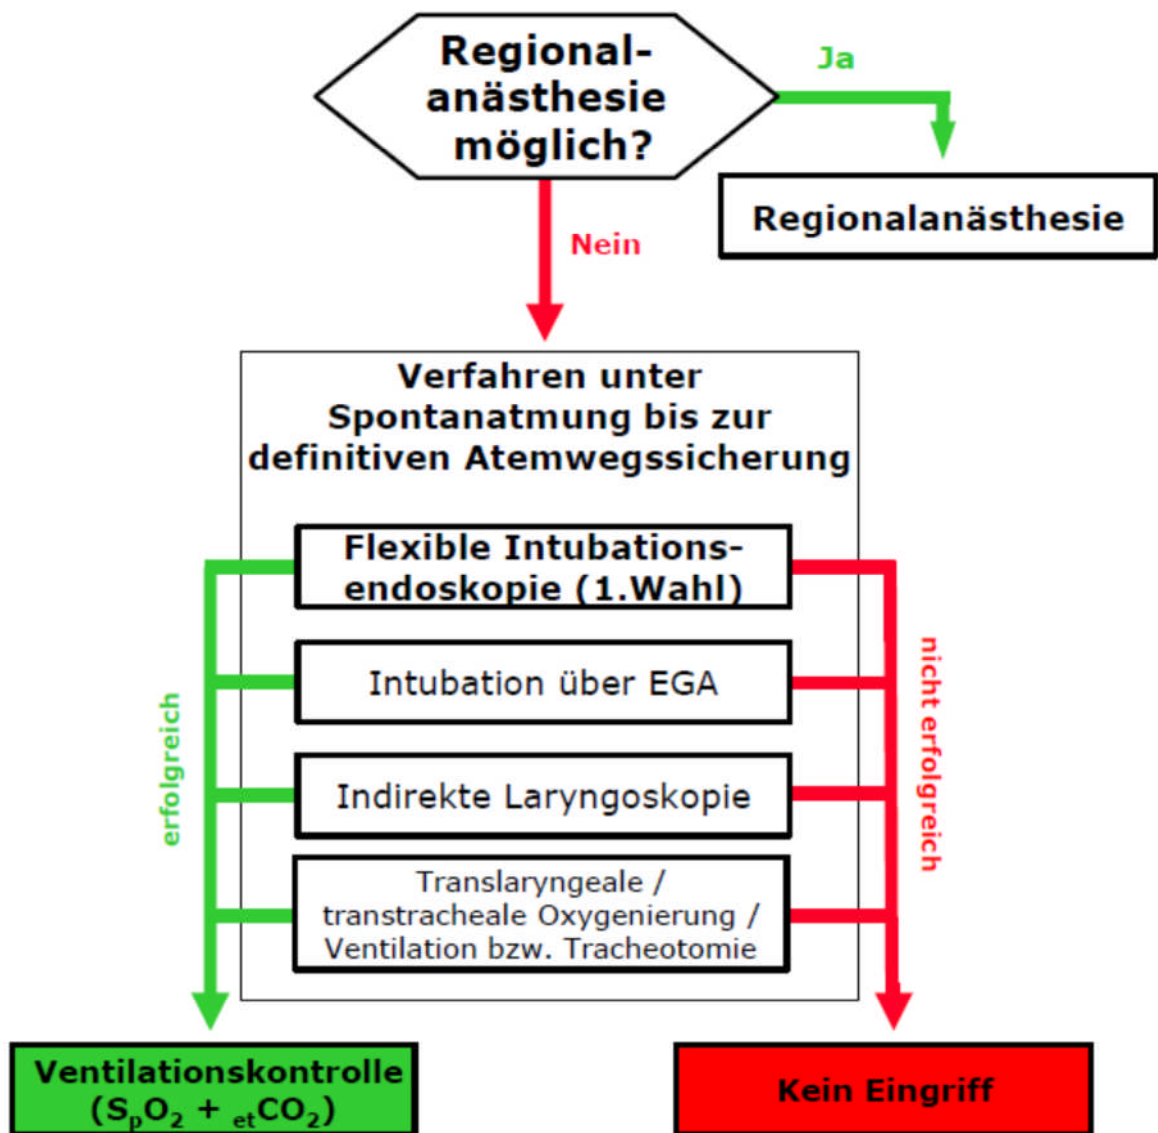 Regional-
anästhesie
möglich?
Ja
Regionalanästhesie
Nein
Verfahren unter
Spontanatmung bis zur
definitiven Atemwegssicherung
Flexible Intubations-
endoskopie (1.Wahl)
Intubation über EGA
Indirekte Laryngoskopie
Translaryngeale /
transtracheale Oxygenierung /
Ventilation bzw. Tracheotomie
erfolgreich
nicht erfolgreich
Ventilationskontrolle
(SpO2 + etCO2)
Kein Eingriff